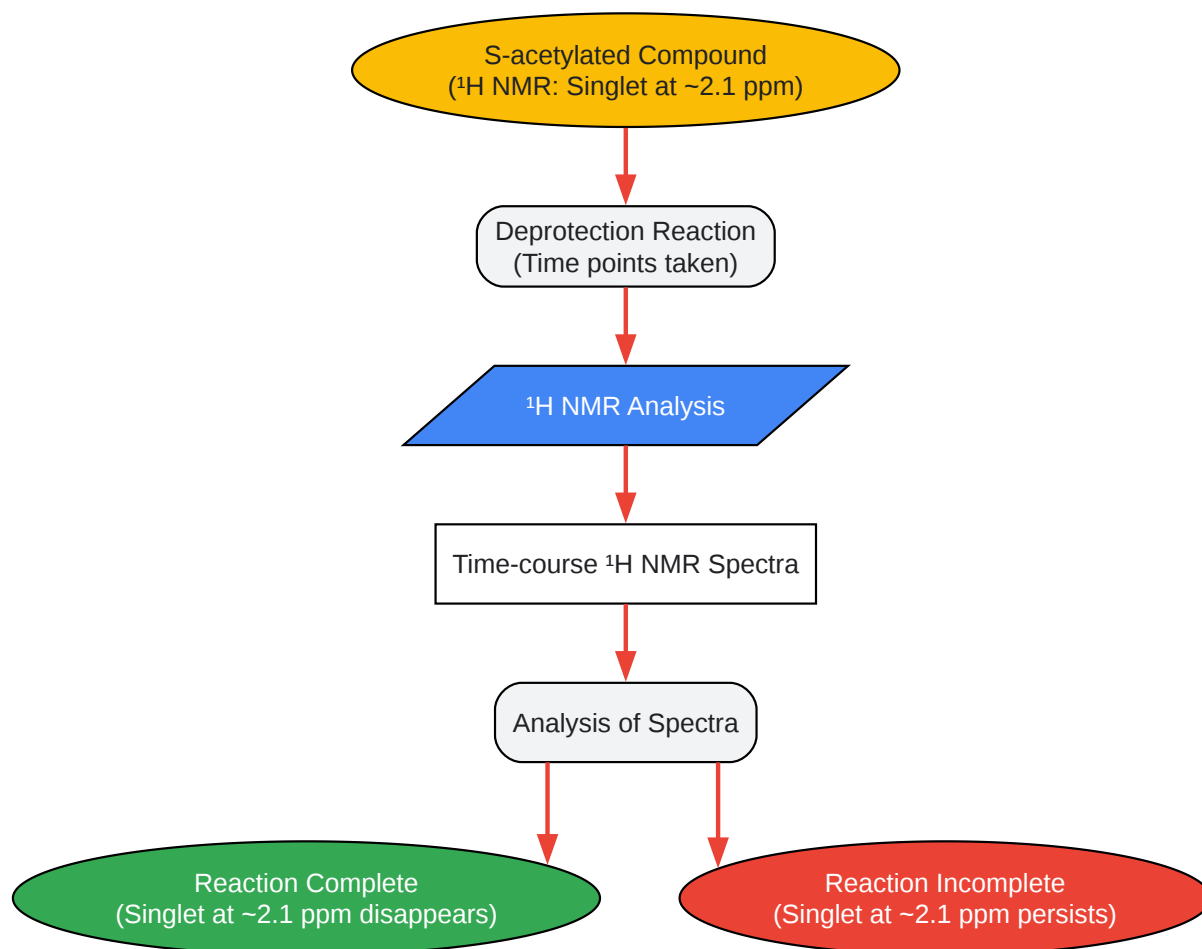 S-acetylated Compound
(¹H NMR: Singlet at ~2.1 ppm)
Deprotection Reaction
(Time points taken)
¹H NMR Analysis
Time-course ¹H NMR Spectra
Analysis of Spectra
Reaction Complete
(Singlet at ~2.1 ppm disappears)
Reaction Incomplete
(Singlet at ~2.1 ppm persists)